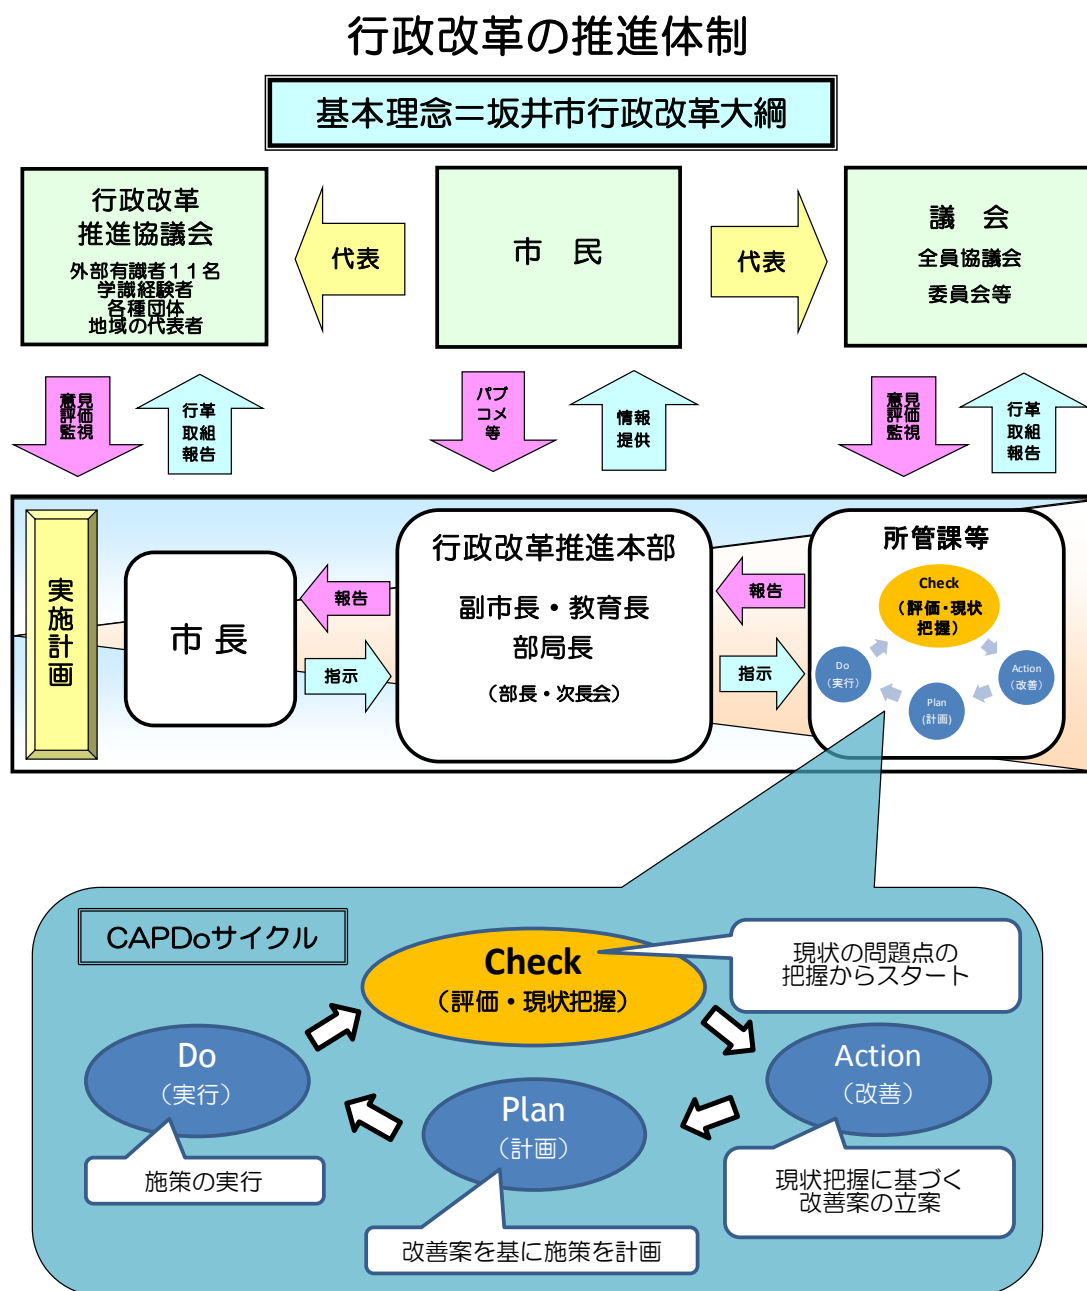 行政改革の推進体制
基本理念＝坂井市行政改革大綱
行政改革
推進協議会
外部有識者１１名
学識経験者
各種団体
地域の代表者
代表
市　民
代表
議　会
全員協議会
委員会等
意見
評価
監視
行革
取組
報告
パブ
コメ
等
情報
提供
意見
評価
監視
行革
取組
報告
実施計画
市 長
報告
指示
行政改革推進本部
副市長・教育長
部局長
（部長・次長会）
報告
指示
所管課等
Check
（評価・現状
把握）
Do
（実行）
Action
（改善）
Plan
（計画）
CAPDoサイクル
Check
（評価・現状把握）
現状の問題点の
把握からスタート
Do
（実行）
Action
（改善）
Plan
（計画）
施策の実行
現状把握に基づく
改善案の立案
改善案を基に施策を計画